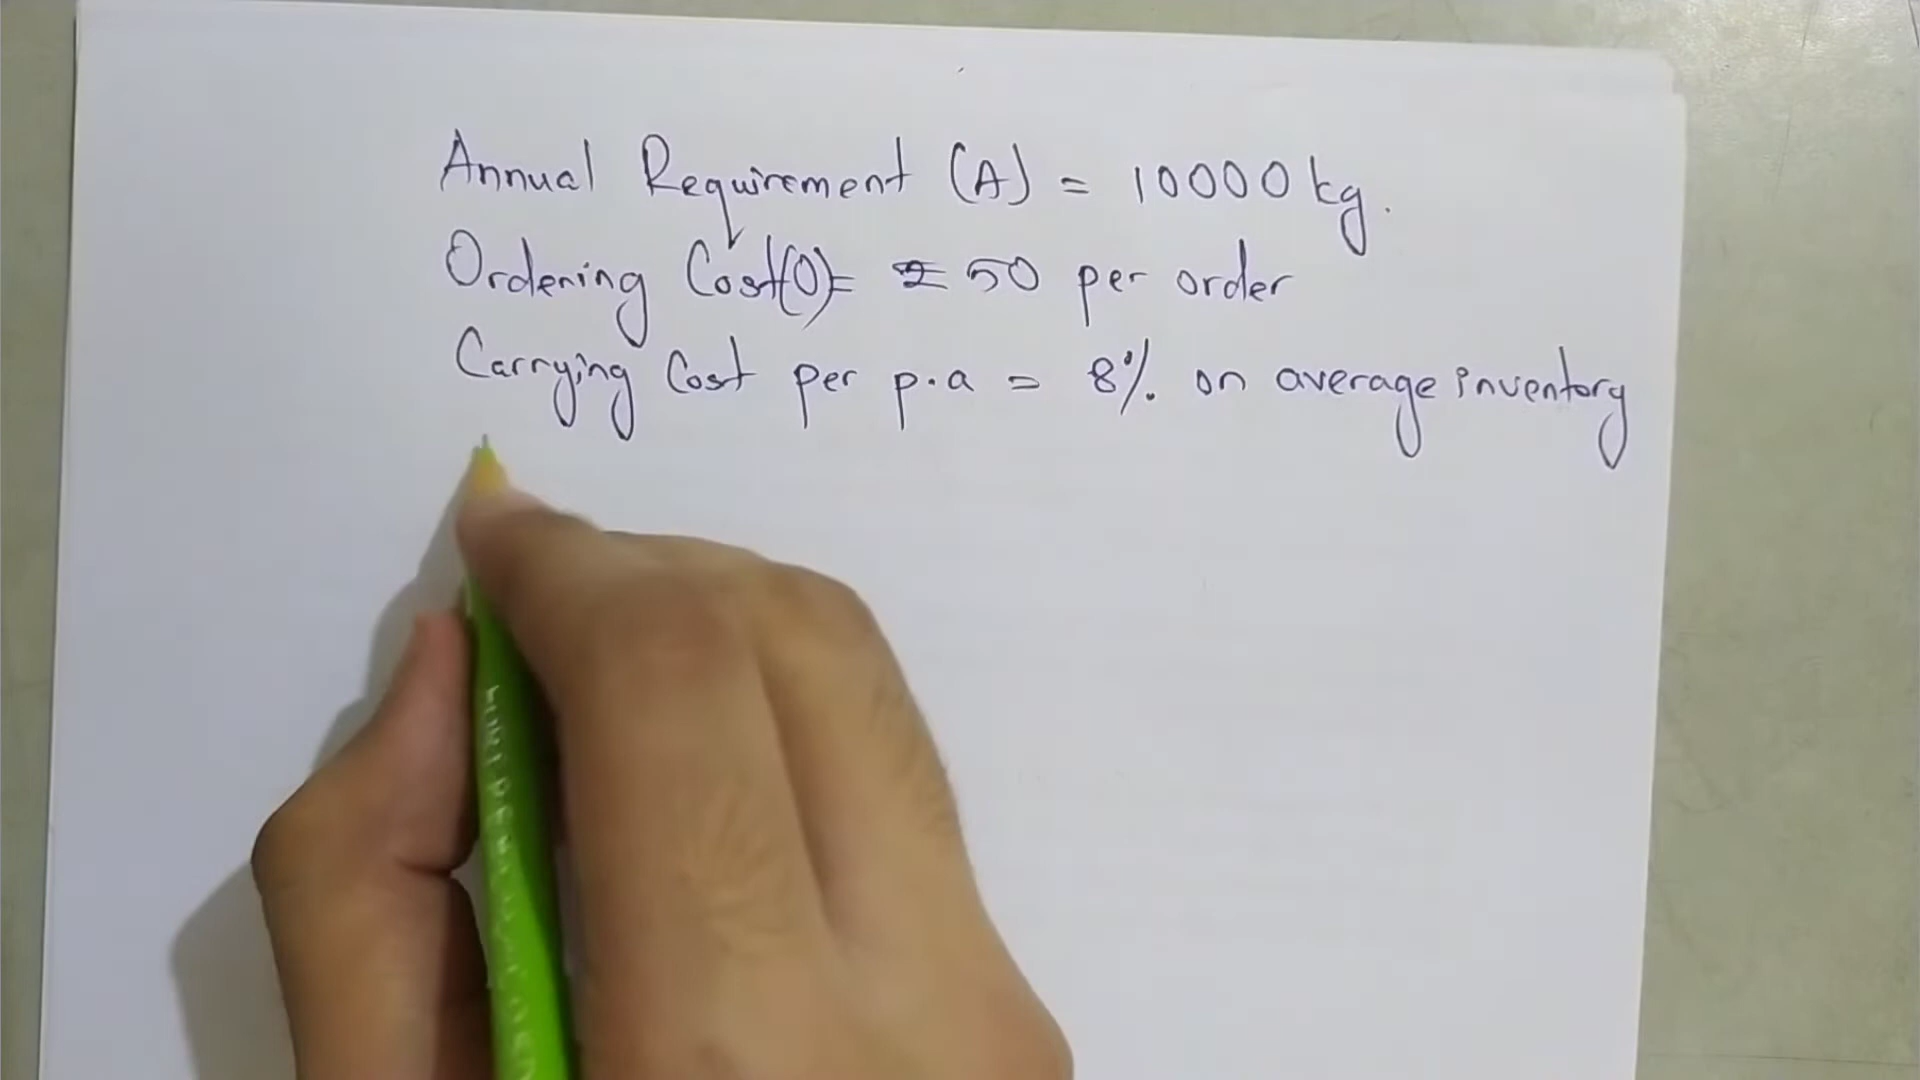 Annual Requirement (A) = 10000 kg.
Ordering Cost(O) = 50 per order
Carrying Cost per p.a = 8% on average inventory